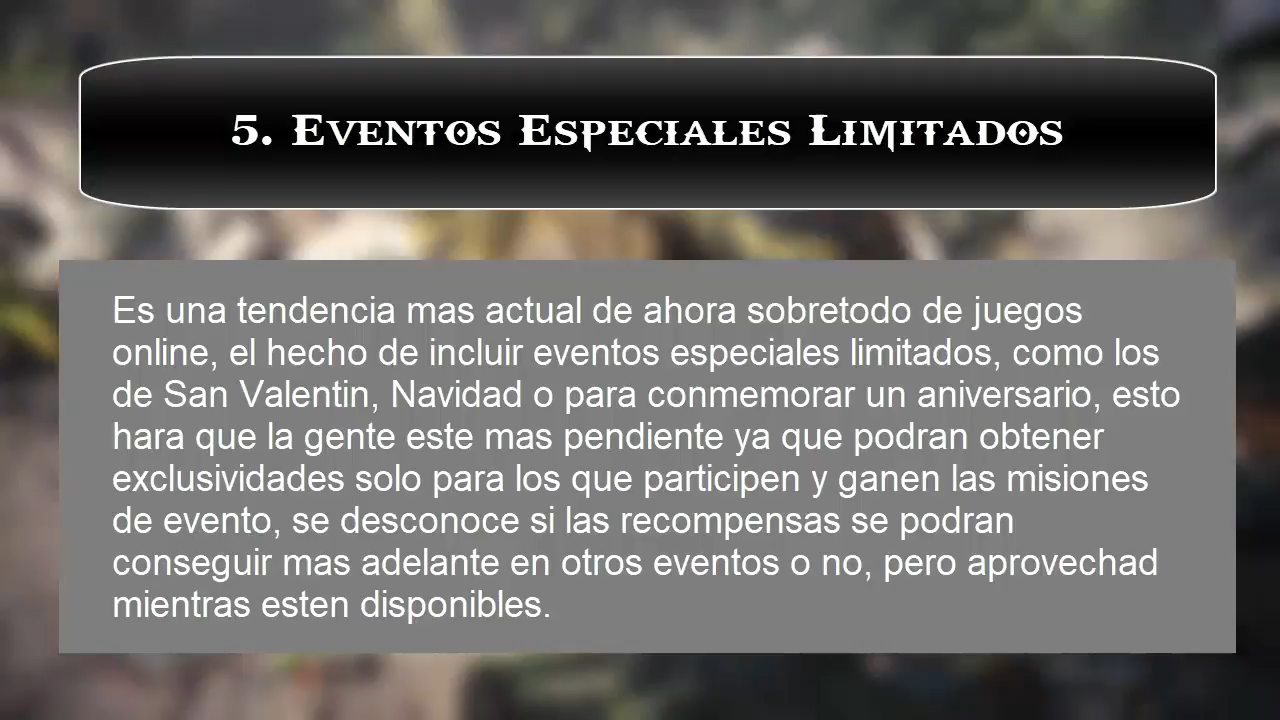 5. Eventos Especiales Limitados
Es una tendencia mas actual de ahora sobretodo de juegos
online, el hecho de incluir eventos especiales limitados, como los
de San Valentin, Navidad o para conmemorar un aniversario, esto
hara que la gente este mas pendiente ya que podran obtener
exclusividades solo para los que participen y ganen las misiones
de evento, se desconoce si las recompensas se podran
conseguir mas adelante en otros eventos o no, pero aprovechad
mientras esten disponibles.